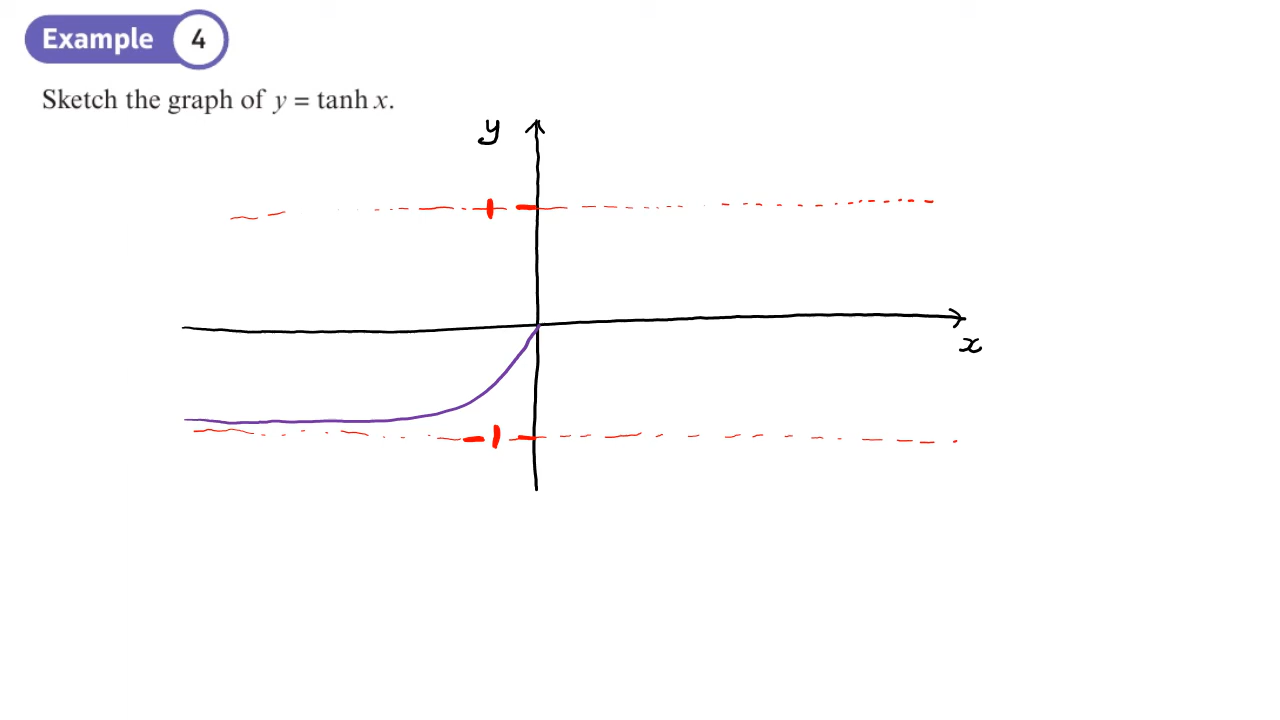 Example 4
Sketch the graph of y = tanh x.
y
1
x
-1